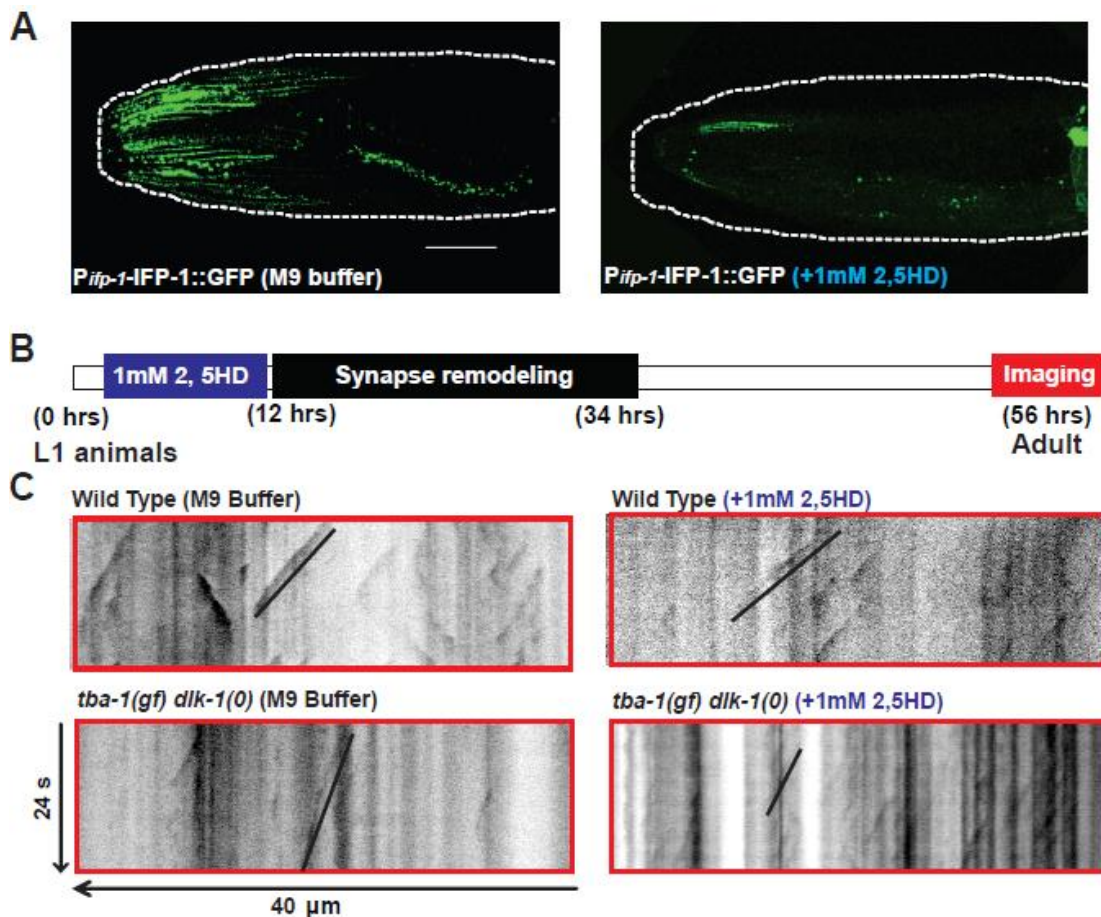 A
Pifp-1-IFP-1::GFP (M9 buffer)
Pifp-1-IFP-1::GFP (+1mM 2,5HD)
B
1mM 2, 5HD
Synapse remodeling
Imaging
(0 hrs)
(12 hrs)
(34 hrs)
(56 hrs)
L1 animals
Adult
C
Wild Type (M9 Buffer)
Wild Type (+1mM 2,5HD)
tba-1(gf) dlk-1(0) (M9 Buffer)
tba-1(gf) dlk-1(0) (+1mM 2,5HD)
24 s
40 µm